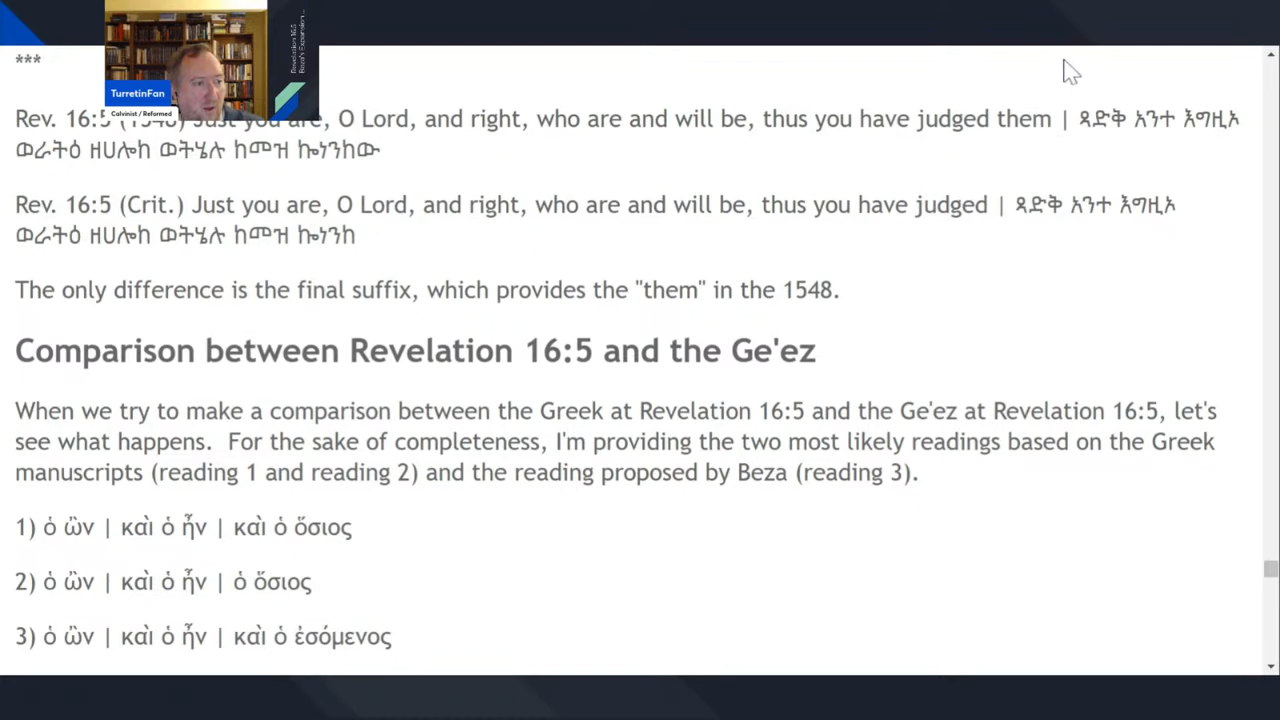 Revelation 16:5
Beza's Expansion ...
TurretinFan
Calvinist / Reformed
***
Rev. 16:5 (1548) Just you are, O Lord, and right, who are and will be, thus you have judged them | ጻድቅ አንተ እግዚኦ
ወራትዕ ዘሀሎከ ወትሄሉ ከመዝ ኰነንከው
Rev. 16:5 (Crit.) Just you are, O Lord, and right, who are and will be, thus you have judged | ጻድቅ አንተ እግዚኦ
ወራትዕ ዘሀሎከ ወትሄሉ ከመዝ ኰነንከ
The only difference is the final suffix, which provides the "them" in the 1548.
Comparison between Revelation 16:5 and the Ge'ez
When we try to make a comparison between the Greek at Revelation 16:5 and the Ge'ez at Revelation 16:5, let's
see what happens.  For the sake of completeness, I'm providing the two most likely readings based on the Greek
manuscripts (reading 1 and reading 2) and the reading proposed by Beza (reading 3).
1) ὁ ὢν | καὶ ὁ ἦν | καὶ ὁ ὅσιος
2) ὁ ὢν | καὶ ὁ ἦν | ὁ ὅσιος
3) ὁ ὢν | καὶ ὁ ἦν | καὶ ὁ ἐσόμενος